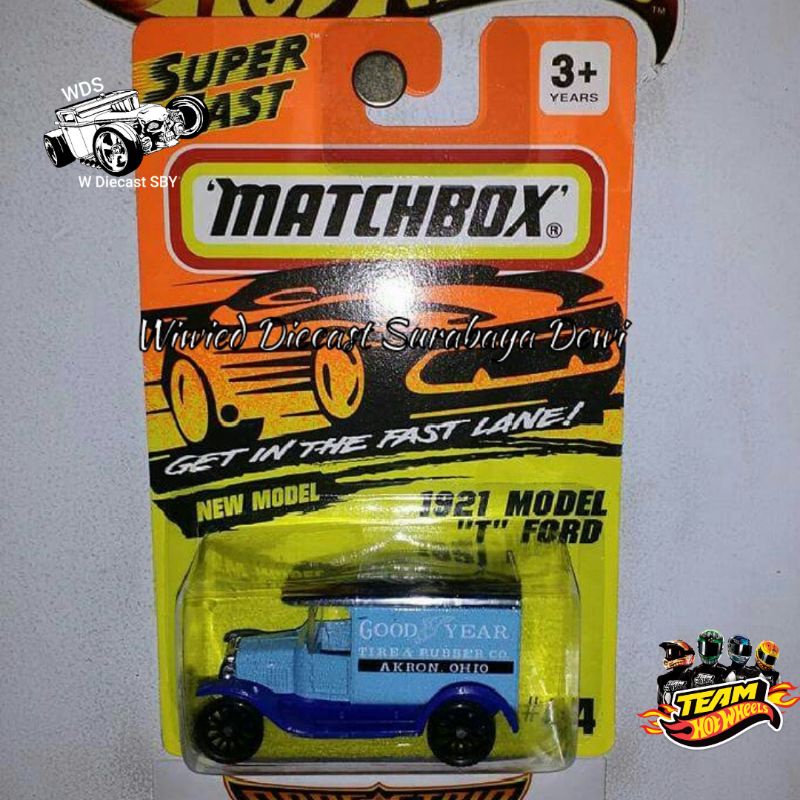 SUPER
FAST
™
3+
YEARS
WDS
W Diecast SBY
'MATCHBOX'®
Wiwied Diecast Surabaya Dewi
GET IN THE FAST LANE!
NEW MODEL
1921 MODEL
"T" FORD
GOOD YEAR
TIRE & RUBBER CO.
AKRON, OHIO
TEAM
HOT WHEELS